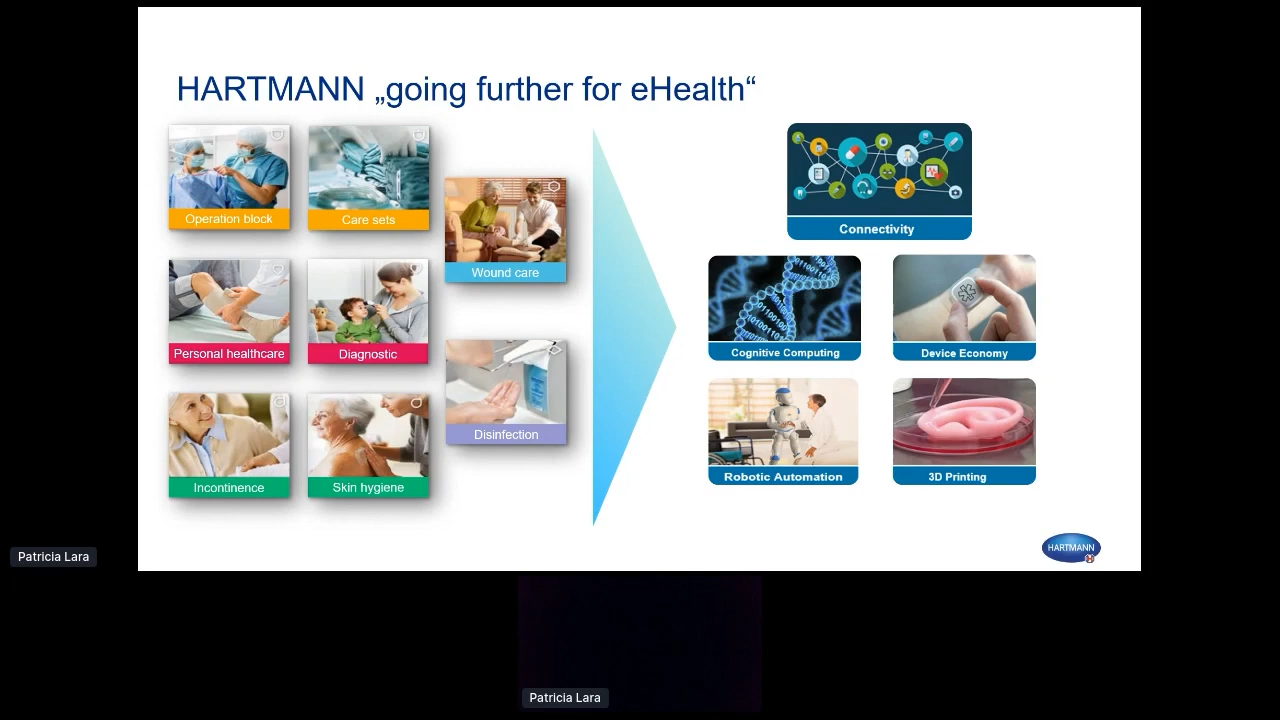 HARTMANN „going further for eHealth“
Operation block
Care sets
Wound care
Personal healthcare
Diagnostic
Disinfection
Incontinence
Skin hygiene
Connectivity
Cognitive Computing
Device Economy
Robotic Automation
3D Printing
HARTMANN
Patricia Lara
Patricia Lara